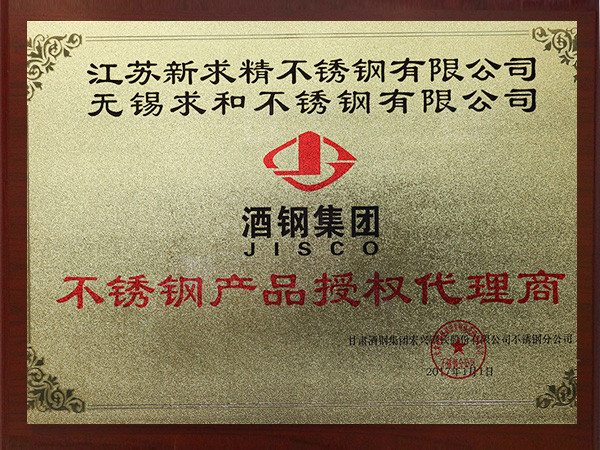 江苏新求精不锈钢有限公司
无锡求和不锈钢有限公司
酒钢集团
JISCO
不锈钢产品授权代理商
甘肃酒钢集团宏兴钢铁股份有限公司不锈钢分公司
2017年1月1日